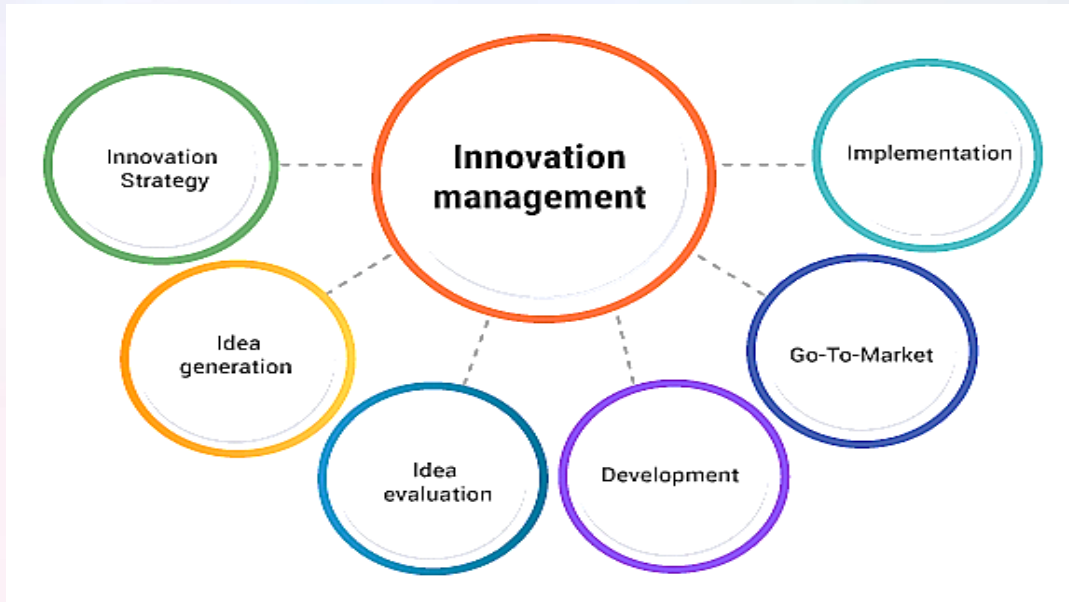 Innovation
management
Innovation
Strategy
Idea
generation
Idea
evaluation
Development
Go-To-Market
Implementation